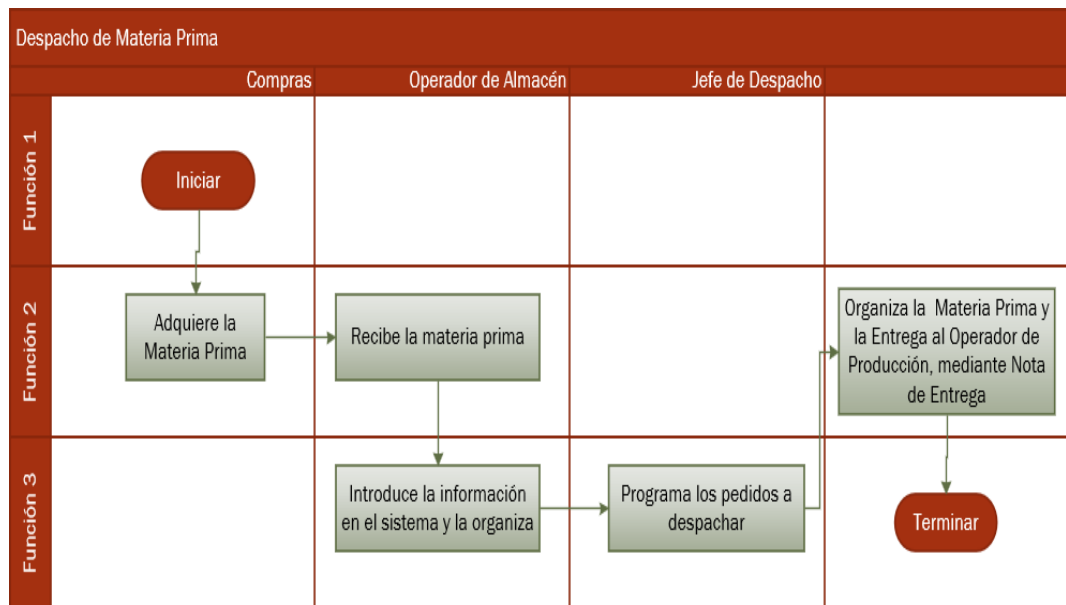 Despacho de Materia Prima
Compras
Operador de Almacén
Jefe de Despacho
Función 1
Iniciar
Función 2
Adquiere la
Materia Prima
Recibe la materia prima
Organiza la Materia Prima y
la Entrega al Operador de
Producción, mediante Nota
de Entrega
Función 3
Introduce la información
en el sistema y la organiza
Programa los pedidos a
despachar
Terminar